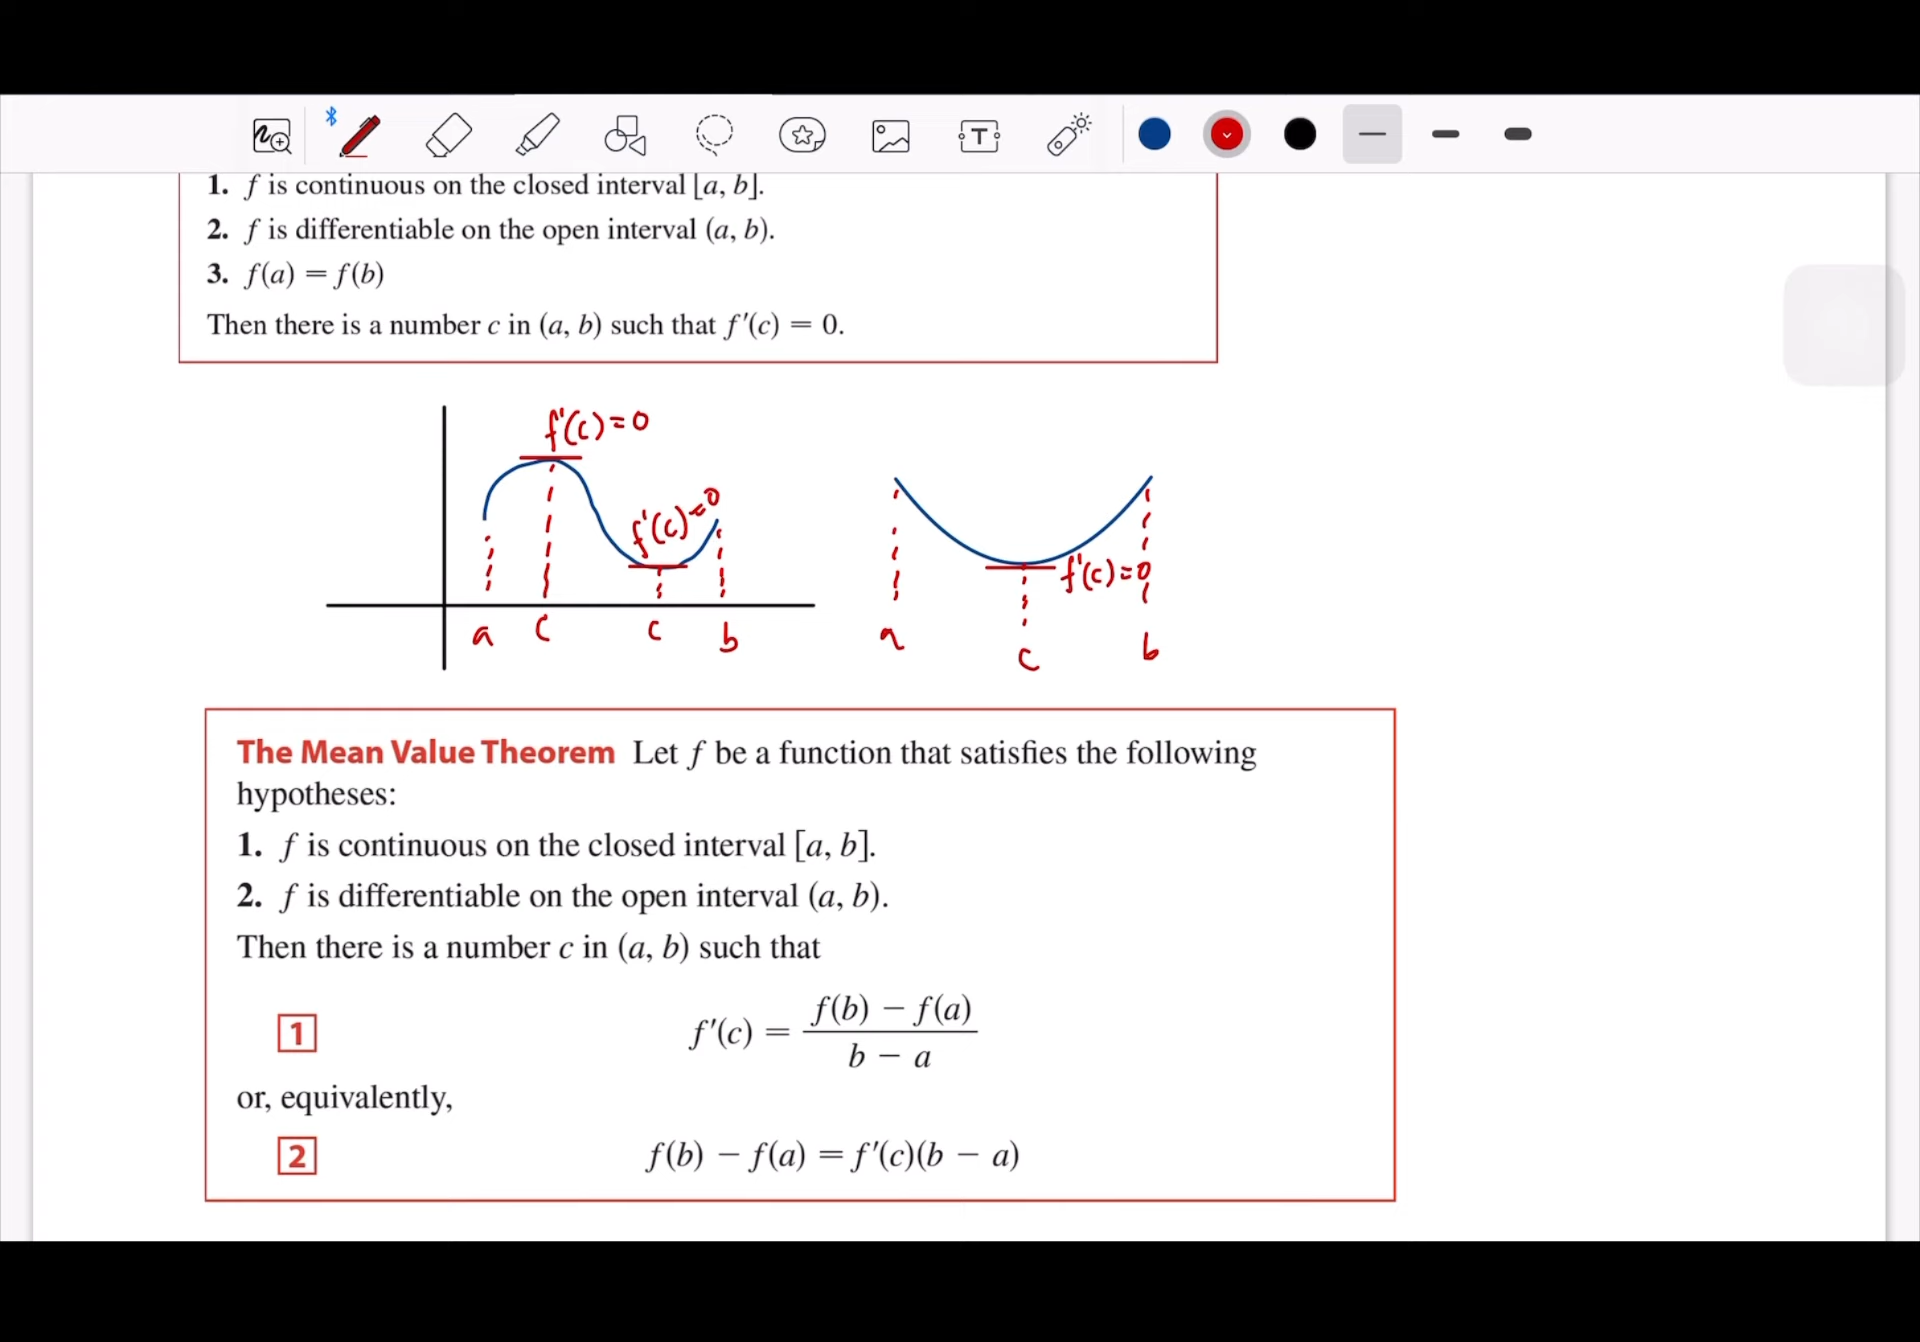 T
1. f is continuous on the closed interval [a, b].
2. f is differentiable on the open interval (a, b).
3. f(a) = f(b)
Then there is a number c in (a, b) such that f'(c) = 0.
f'(c)=0
f'(c)=0
f'(c)=0
a c c b
a c b
The Mean Value Theorem Let f be a function that satisfies the following
hypotheses:
1. f is continuous on the closed interval [a, b].
2. f is differentiable on the open interval (a, b).
Then there is a number c in (a, b) such that
1 f'(c) = \frac{f(b) − f(a)}{b − a}
or, equivalently,
2 f(b) − f(a) = f'(c)(b − a)